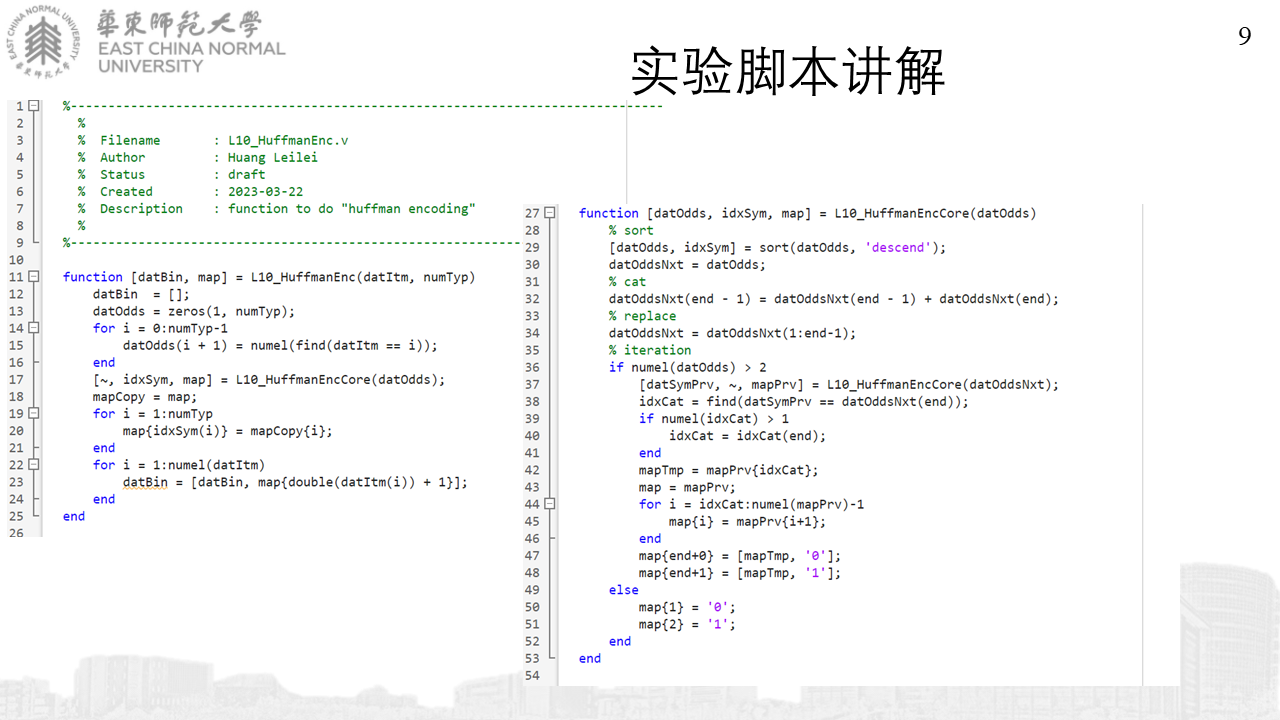 華東師範大學
EAST CHINA NORMAL
UNIVERSITY
EAST CHINA NORMAL UNIVERSITY
華東師範大學
9
实验脚本讲解
1 %-------------------------------------------------------------------------------
2 %
3 % Filename : L10_HuffmanEnc.v
4 % Author : Huang Leilei
5 % Status : draft
6 % Created : 2023-03-22
7 % Description : function to do "huffman encoding"
8 %
9 %-------------------------------------------------------------
10
11 function [datBin, map] = L10_HuffmanEnc(datItm, numTyp)
12 datBin = [];
13 datOdds = zeros(1, numTyp);
14 for i = 0:numTyp-1
15 datOdds(i + 1) = numel(find(datItm == i));
16 end
17 [~, idxSym, map] = L10_HuffmanEncCore(datOdds);
18 mapCopy = map;
19 for i = 1:numTyp
20 map{idxSym(i)} = mapCopy{i};
21 end
22 for i = 1:numel(datItm)
23 datBin = [datBin, map{double(datItm(i)) + 1}];
24 end
25 end
26
27 function [datOdds, idxSym, map] = L10_HuffmanEncCore(datOdds)
28 % sort
29 [datOdds, idxSym] = sort(datOdds, 'descend');
30 datOddsNxt = datOdds;
31 % cat
32 datOddsNxt(end - 1) = datOddsNxt(end - 1) + datOddsNxt(end);
33 % replace
34 datOddsNxt = datOddsNxt(1:end-1);
35 % iteration
36 if numel(datOdds) > 2
37 [datSymPrv, ~, mapPrv] = L10_HuffmanEncCore(datOddsNxt);
38 idxCat = find(datSymPrv == datOddsNxt(end));
39 if numel(idxCat) > 1
40 idxCat = idxCat(end);
41 end
42 mapTmp = mapPrv{idxCat};
43 map = mapPrv;
44 for i = idxCat:numel(mapPrv)-1
45 map{i} = mapPrv{i+1};
46 end
47 map{end+0} = [mapTmp, '0'];
48 map{end+1} = [mapTmp, '1'];
49 else
50 map{1} = '0';
51 map{2} = '1';
52 end
53 end
54